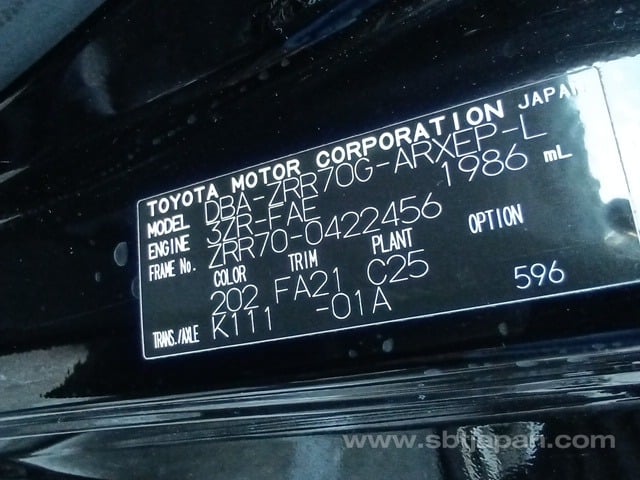 TOYOTA MOTOR CORPORATION JAPAN
MODEL DBA-ZRR70G-ARXEP-L
ENGINE 3ZR-FAE 1986 mL
FRAME No. ZRR70-0422456
COLOR TRIM PLANT OPTION
202 FA21 C25 596
TRANS./AXLE K111 -01A
www.sbtjapan.com